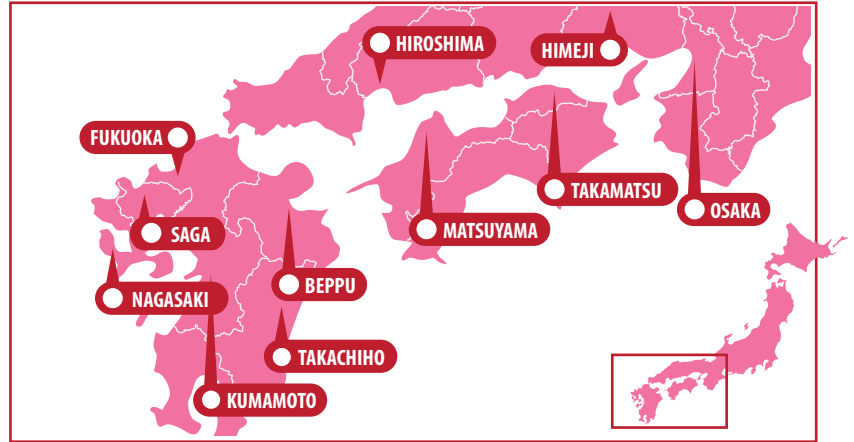 HIROSHIMA
HIMEJI
FUKUOKA
TAKAMATSU
OSAKA
SAGA
MATSUYAMA
BEPPU
NAGASAKI
TAKACHIHO
KUMAMOTO